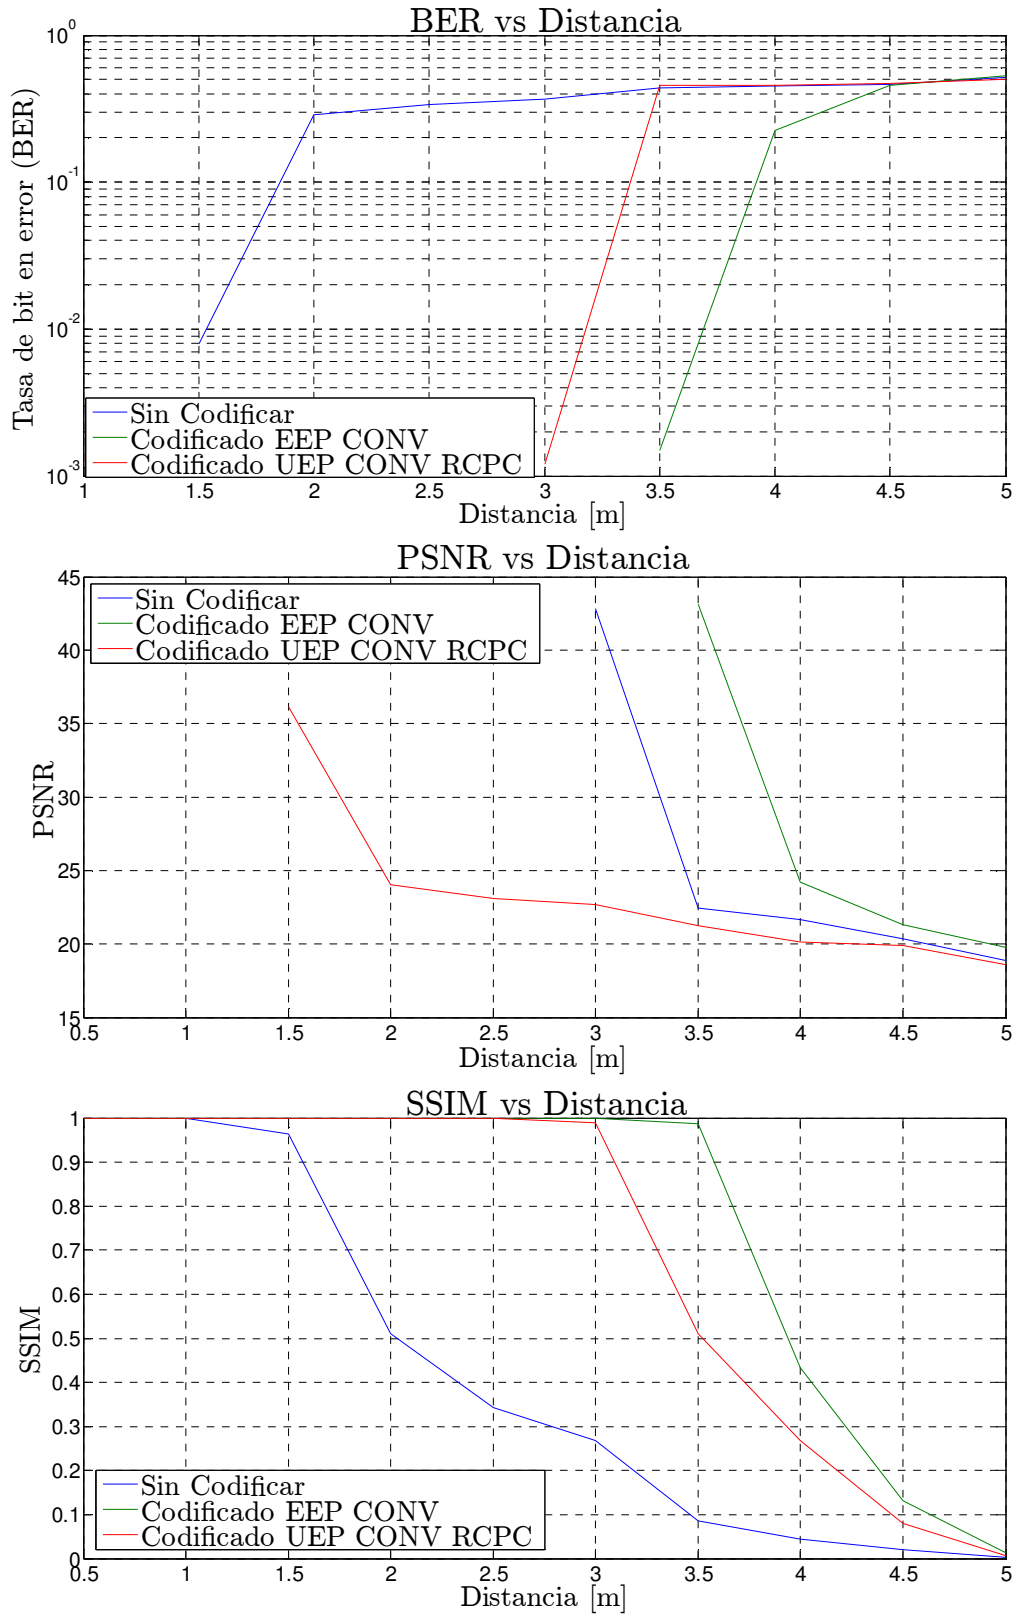 BER vs Distancia
10^0
10^-1
10^-2
10^-3
Tasa de bit en error (BER)
Sin Codificar
Codificado EEP CONV
Codificado UEP CONV RCPC
1 1.5 2 2.5 3 3.5 4 4.5 5
Distancia [m]
PSNR vs Distancia
45
40
35
30
25
20
15
PSNR
Sin Codificar
Codificado EEP CONV
Codificado UEP CONV RCPC
0.5 1 1.5 2 2.5 3 3.5 4 4.5 5
Distancia [m]
SSIM vs Distancia
1
0.9
0.8
0.7
0.6
0.5
0.4
0.3
0.2
0.1
0
SSIM
Sin Codificar
Codificado EEP CONV
Codificado UEP CONV RCPC
0.5 1 1.5 2 2.5 3 3.5 4 4.5 5
Distancia [m]